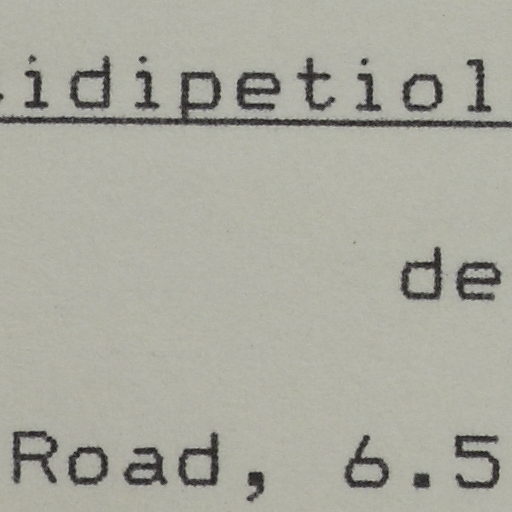 idipetiol
de
Road, 6.5